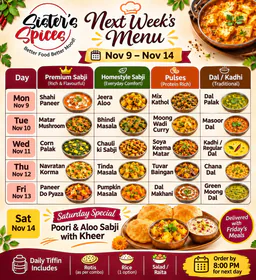 Sister's
Spices
Better Food Better Mood!
Next Week's
Menu
Nov 9 – Nov 14
Day
Premium Sabji
(Rich & Flavourful)
Homestyle Sabji
(Everyday Comfort)
Pulses
(Protein-Rich)
Dal / Kadhi
(Traditional)
Mon
Nov 9
Shahi
Paneer
Jeera
Aloo
Mix
Kathol
Dal
Palak
Tue
Nov 10
Matar
Mushroom
Bhindi
Masala
Moong
Wadi
Curry
Masoor
Dal
Wed
Nov 11
Corn
Palak
Chauli
ki Sabji
Soya
Keema
Matar
Kadhi /
Regular
Dal
Thu
Nov 12
Navratan
Korma
Tinda
Masala
Tuvar
Baingan
Chana
Dal
Fri
Nov 13
Paneer
Do Pyaza
Pumpkin
Masala
Dal
Makhani
Green
Moong
Dal
Sat
Nov 14
Saturday Special
Poori & Aloo Sabji
with Kheer
Delivered
with
Friday's
Meals
Daily Tiffin
Includes
Rotis
(as per combo)
Rice
(1 option)
Salad /
Raita
Order by
8:00 PM
for next day